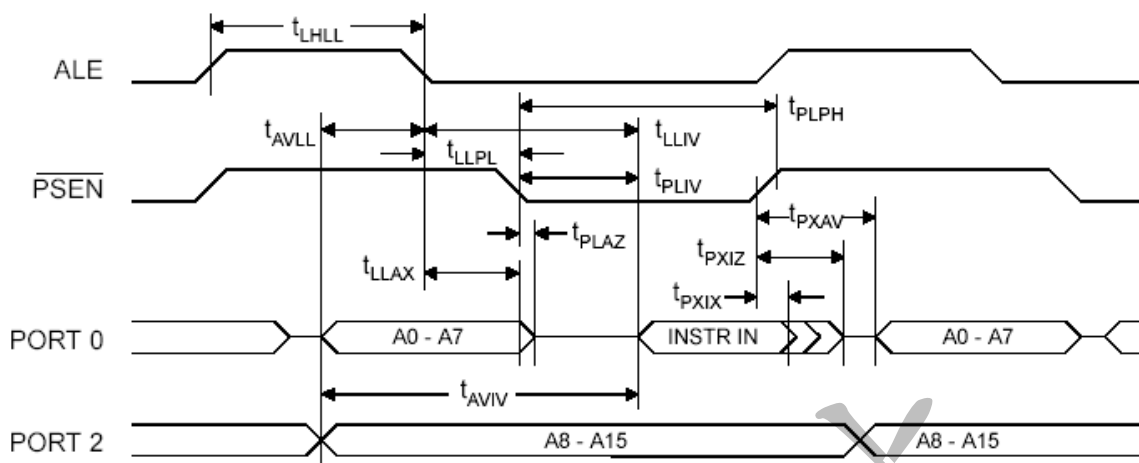 tLHLL
ALE
tPLPH
tAVLL
tLLIV
tLLPL
PSEN
tPLIV
tPXAV
tPLAZ
tPXIZ
tLLAX
tPXIX
PORT 0
A0 - A7
INSTR IN
A0 - A7
tAVIV
PORT 2
A8 - A15
A8 - A15